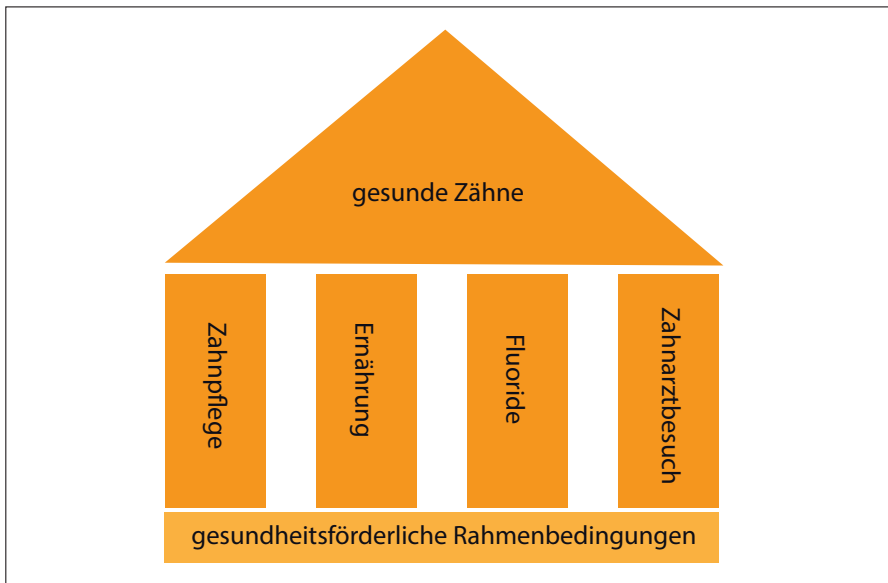 gesunde Zähne
Zahnpflege
Ernährung
Fluoride
Zahnarztbesuch
gesundheitsförderliche Rahmenbedingungen